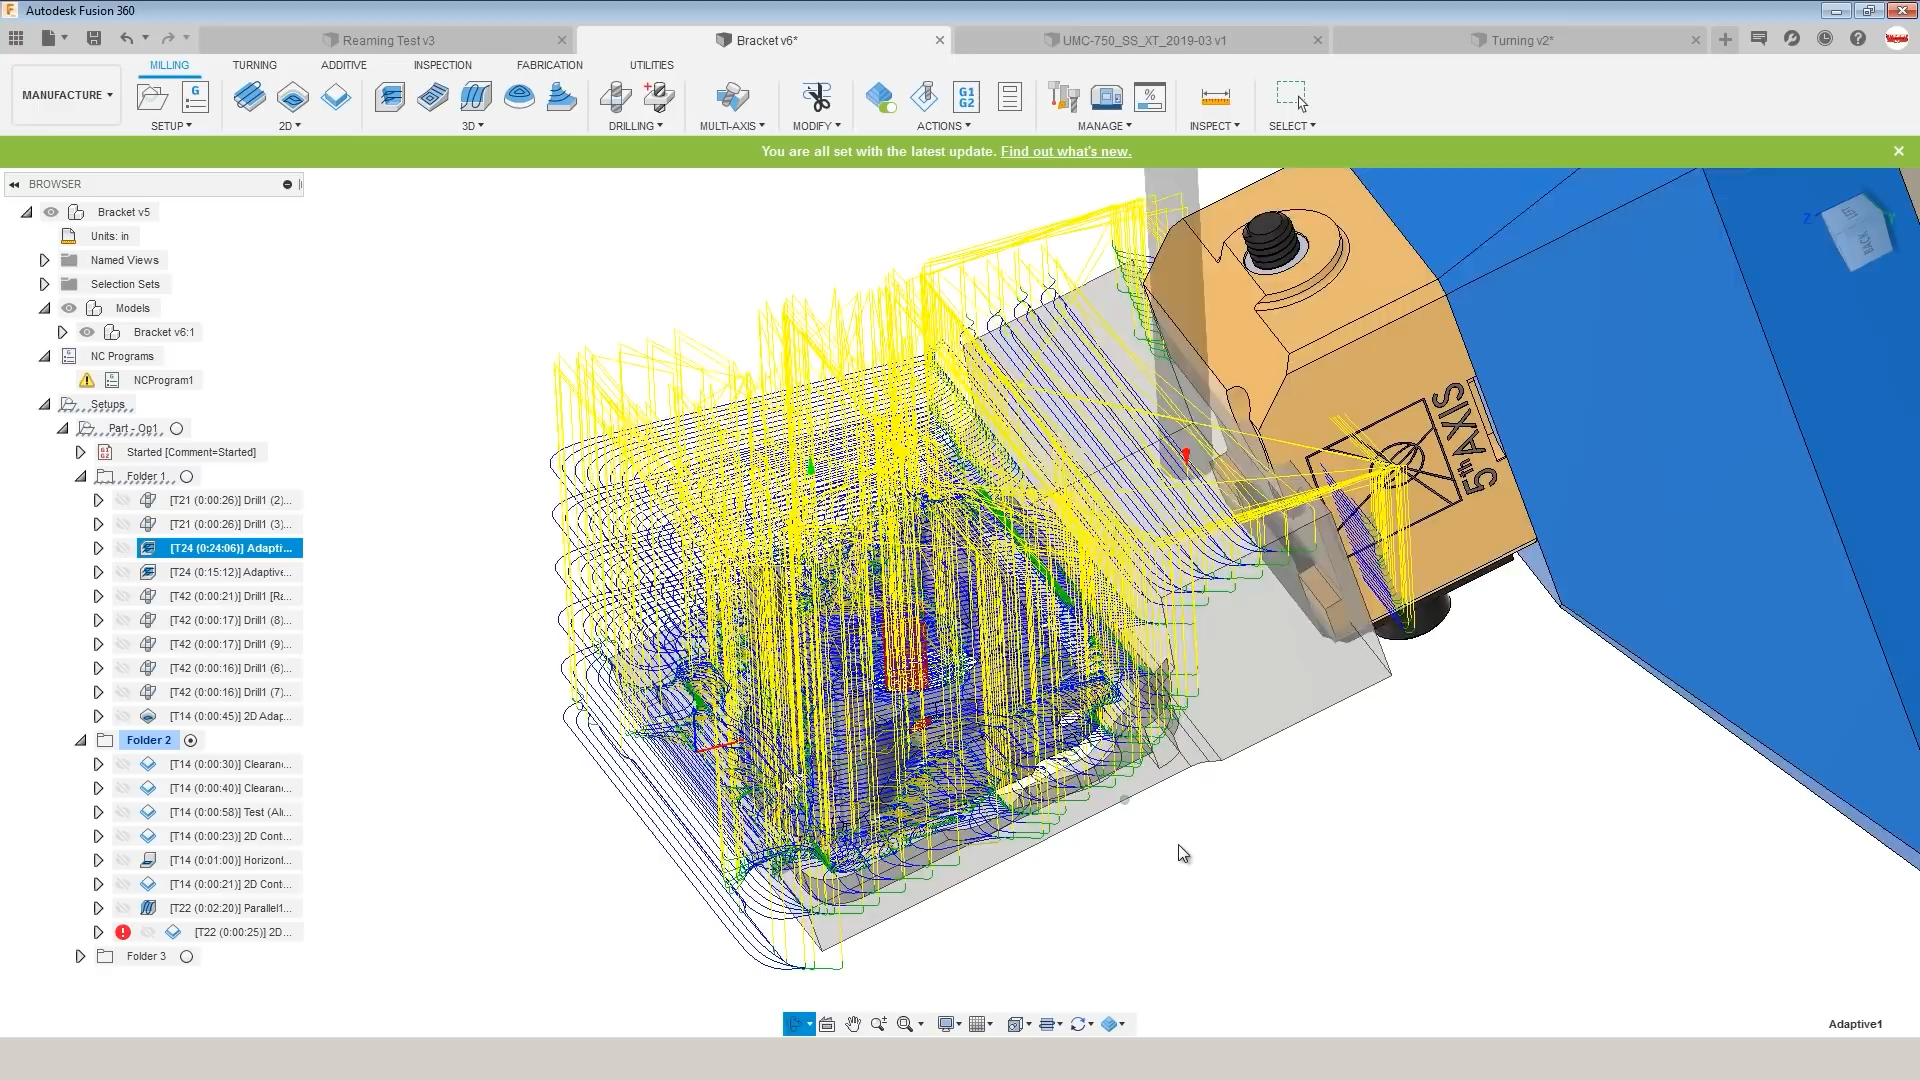 Autodesk Fusion 360
Reaming Test v3
Bracket v6*
UMC-750_SS_XT_2019-03 v1
Turning v2*
MILLING
TURNING
ADDITIVE
INSPECTION
FABRICATION
UTILITIES
MANUFACTURE
G
G1
G2
%
SETUP
2D
3D
DRILLING
MULTI-AXIS
MODIFY
ACTIONS
MANAGE
INSPECT
SELECT
You are all set with the latest update. Find out what's new.
BROWSER
Bracket v5
Units: in
Named Views
Selection Sets
Models
Bracket v6:1
NC Programs
NCProgram1
Setups
Part - Op1
Started [Comment=Started]
Folder 1
[T21 (0:00:26)] Drill1 (2)...
[T21 (0:00:26)] Drill1 (3)...
[T24 (0:24:06)] Adapti...
[T24 (0:15:12)] Adaptive...
[T42 (0:00:21)] Drill1 [Ra...
[T42 (0:00:17)] Drill1 (8)...
[T42 (0:00:17)] Drill1 (9)...
[T42 (0:00:16)] Drill1 (6)...
[T42 (0:00:16)] Drill1 (7)...
[T14 (0:00:45)] 2D Adap...
Folder 2
[T14 (0:00:30)] Clearan...
[T14 (0:00:40)] Clearan...
[T14 (0:00:58)] Test (Ali...
[T14 (0:00:23)] 2D Cont...
[T14 (0:01:00)] Horizont...
[T14 (0:00:21)] 2D Cont...
[T22 (0:02:20)] Parallel1...
[T22 (0:00:25)] 2D...
Folder 3
5thAXIS
Z
Y
LEFT
BACK
Adaptive1